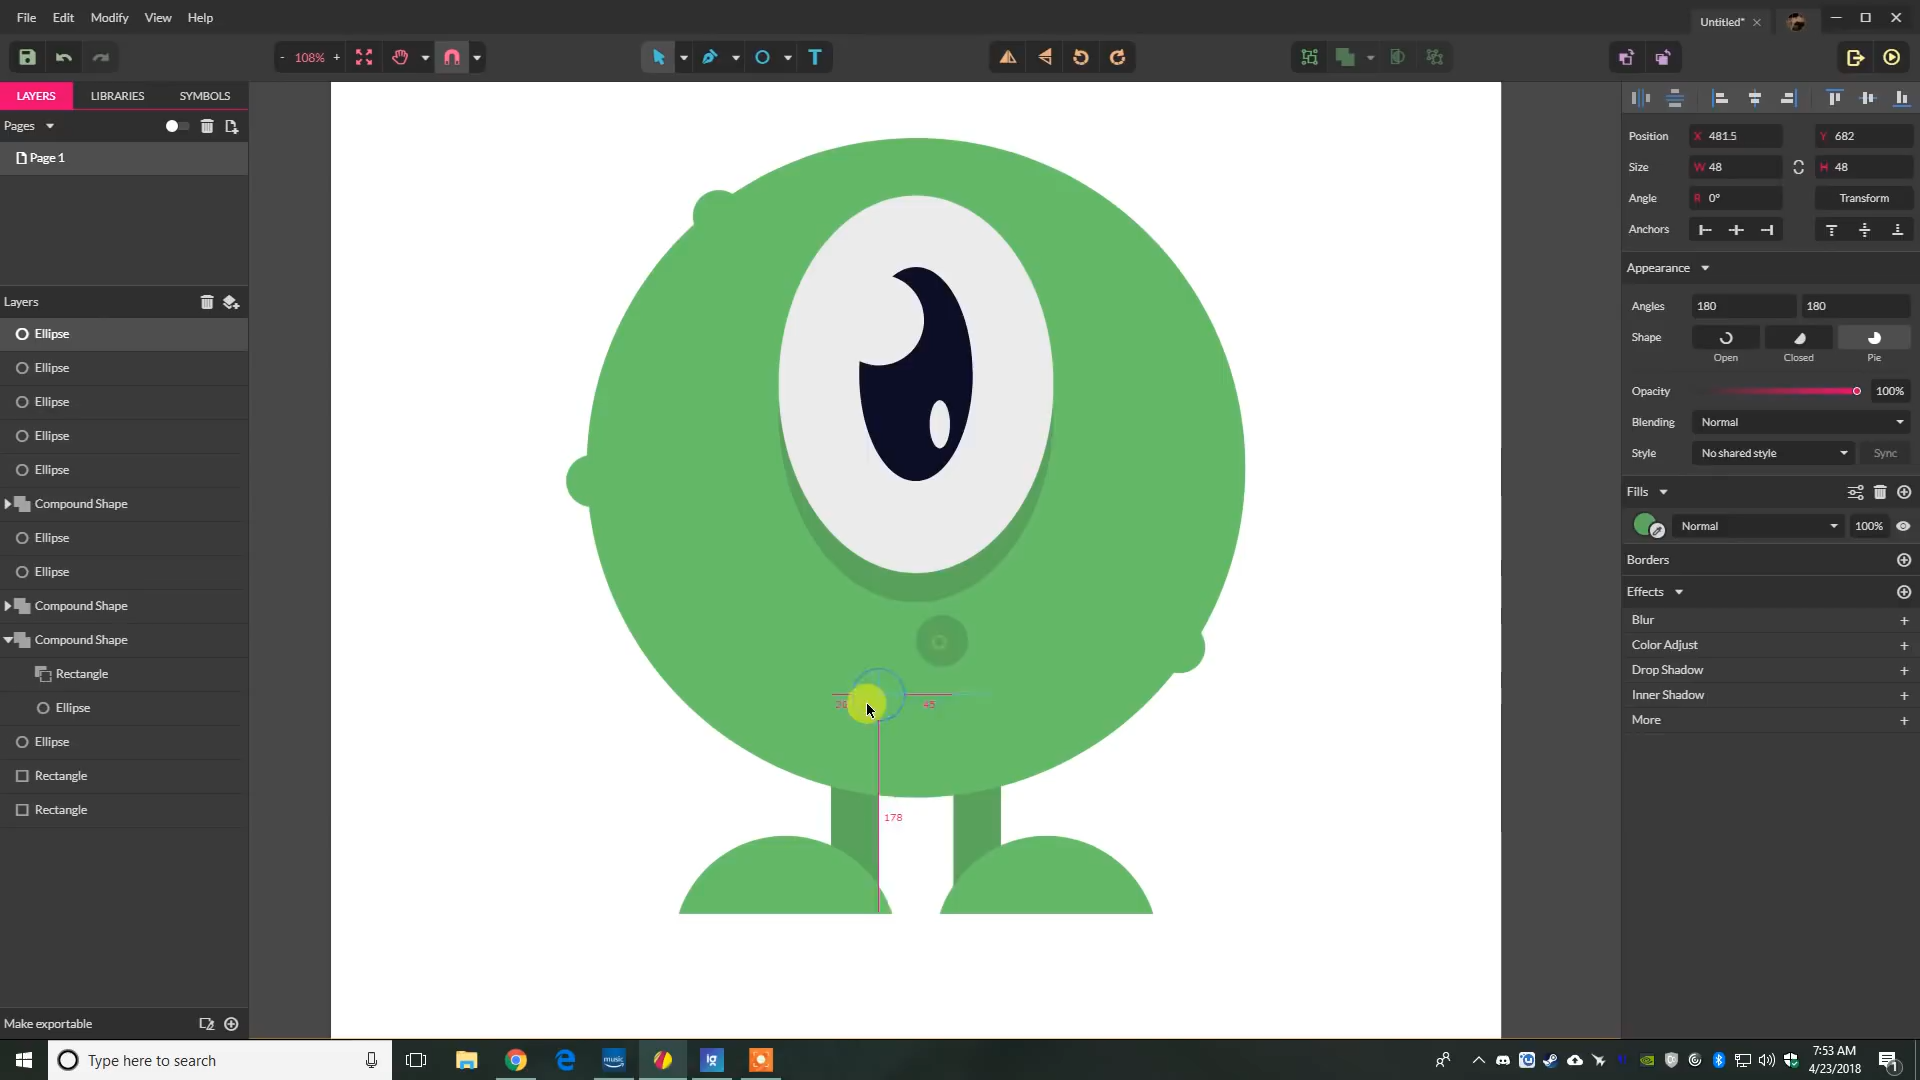 File Edit Modify View Help
Untitled*
- 108% +
T
LAYERS LIBRARIES SYMBOLS
Pages
Page 1
Layers
Ellipse
Ellipse
Ellipse
Ellipse
Ellipse
Compound Shape
Ellipse
Ellipse
Compound Shape
Compound Shape
Rectangle
Ellipse
Ellipse
Rectangle
Rectangle
Make exportable
45
178
Position X 481.5 Y 682
Size W 48 H 48
Angle R 0° Transform
Anchors
Appearance
Angles 180 180
Shape
Open Closed Pie
Opacity 100%
Blending Normal
Style No shared style Sync
Fills
Normal 100%
Borders
Effects
Blur +
Color Adjust +
Drop Shadow +
Inner Shadow +
More +
Type here to search
music
ig
7:53 AM
4/23/2018
1